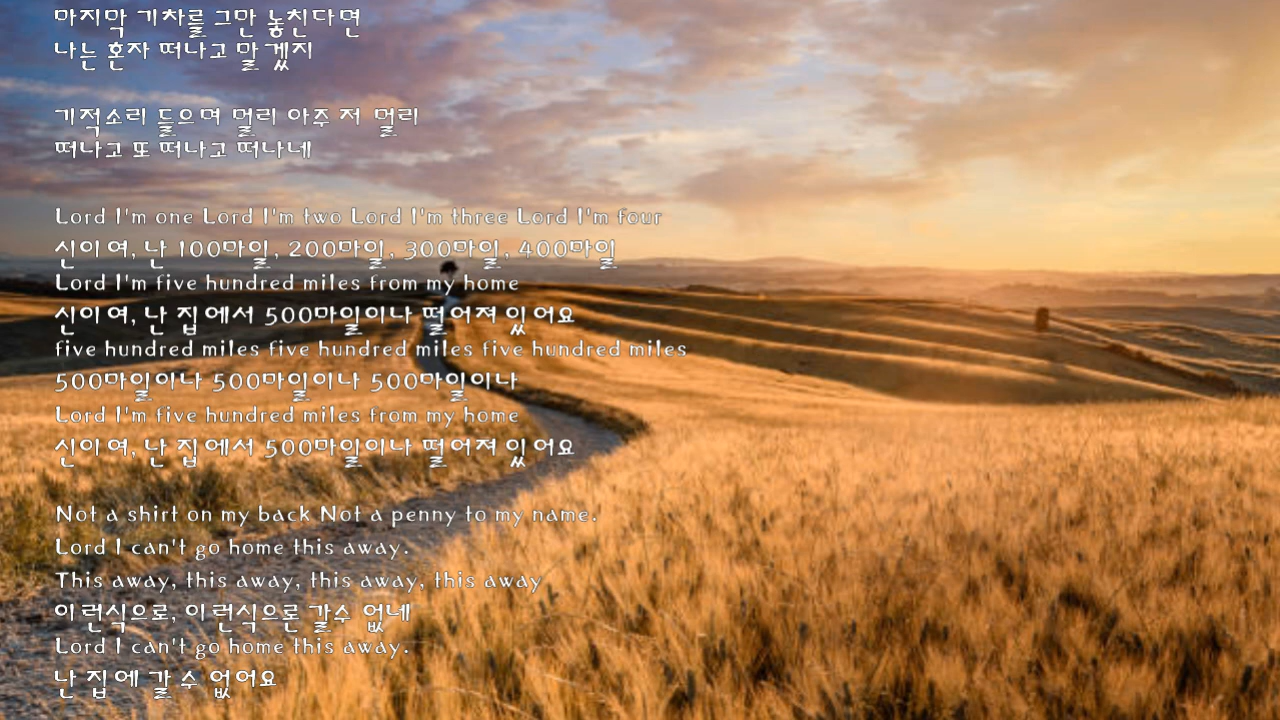 마지막 기차를 그만 놓친다면
나는 혼자 떠나고 말겠지
기적소리 들으며 멀리 아주 저 멀리
떠나고 또 떠나고 떠나네
Lord I'm one Lord I'm two Lord I'm three Lord I'm four
신이여, 난 100마일, 200마일, 300마일, 400마일
Lord I'm five hundred miles from my home
신이여, 난 집에서 500마일이나 떨어져 있어요
five hundred miles five hundred miles five hundred miles
500마일이나 500마일이나 500마일이나
Lord I'm five hundred miles from my home
신이여, 난 집에서 500마일이나 떨어져 있어요
Not a shirt on my back Not a penny to my name.
Lord I can't go home this away.
This away, this away, this away, this away
이런식으로, 이런식으론 갈수 없네
Lord I can't go home this away.
난 집에 갈 수 없어요